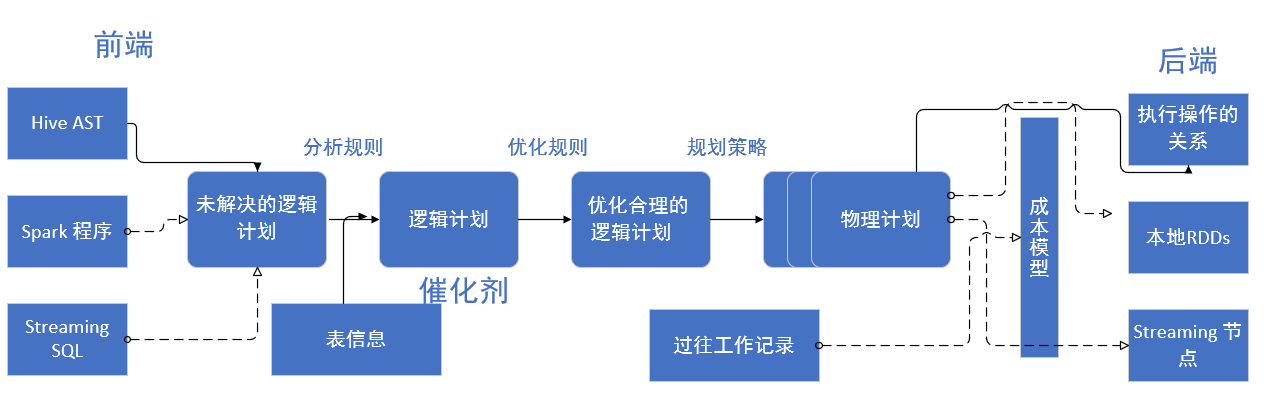 前端
后端
Hive AST
执行操作的
关系
分析规则
优化规则
规划策略
未解决的逻辑
计划
逻辑计划
优化合理的
逻辑计划
物理计划
成本模型
Spark 程序
本地RDDs
催化剂
Streaming
SQL
表信息
过往工作记录
Streaming 节
点